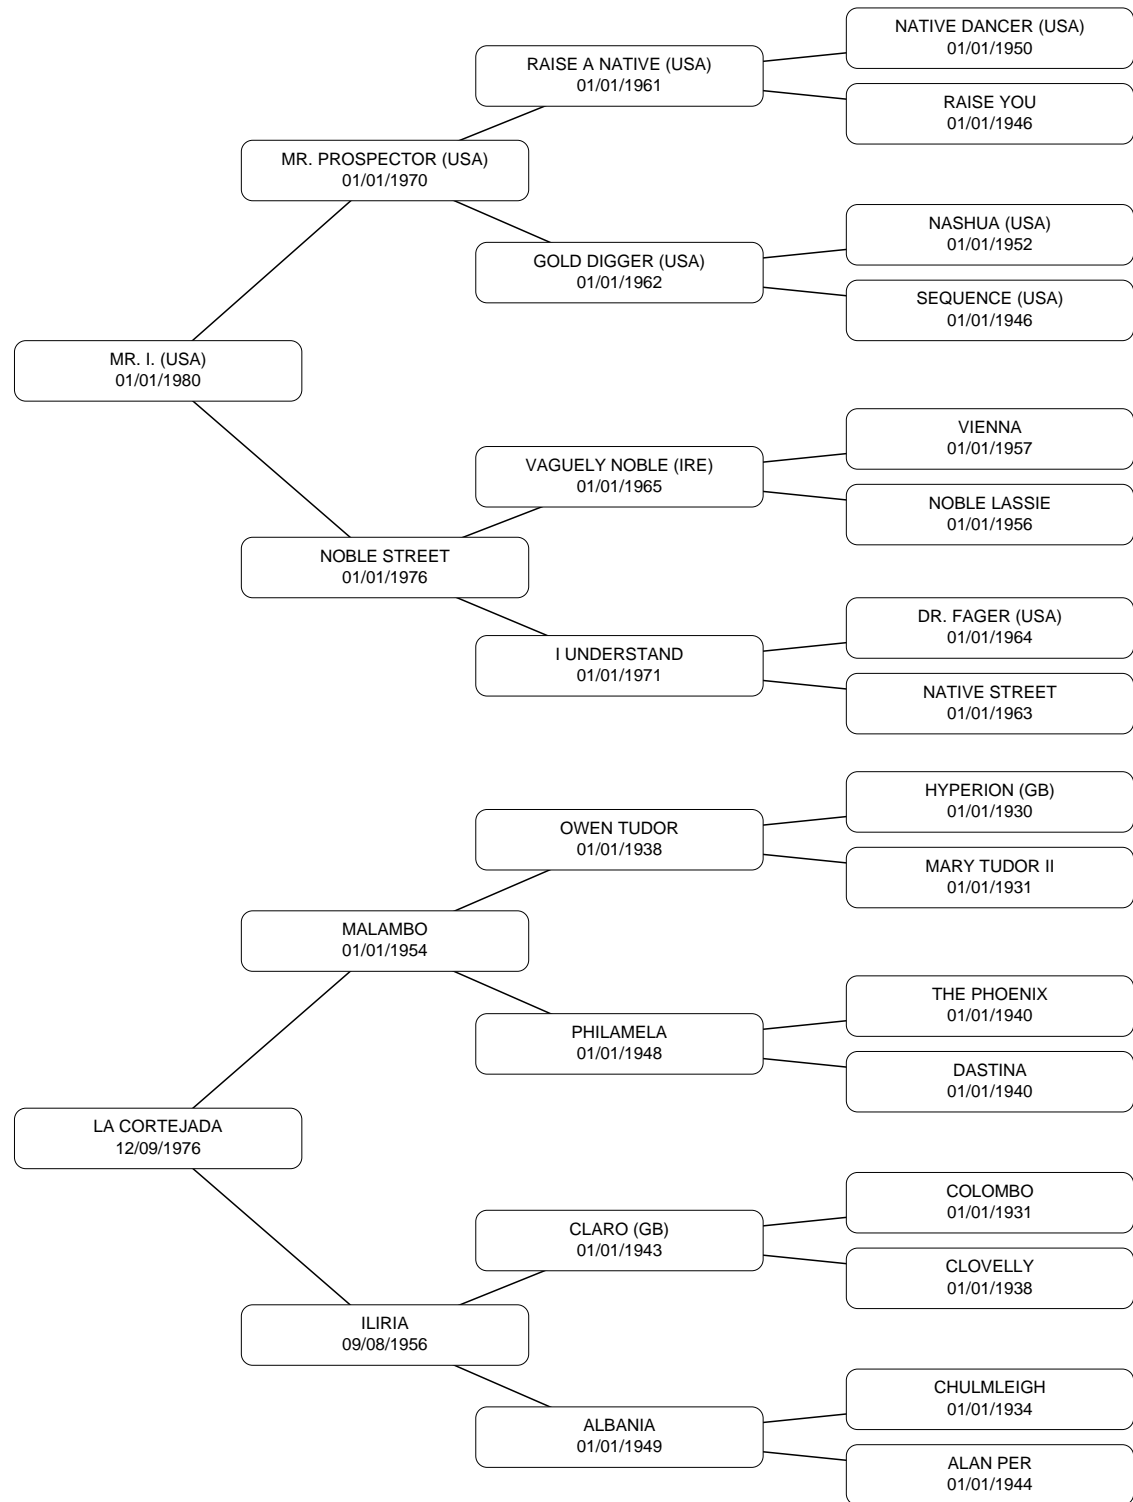 NATIVE DANCER (USA)
01/01/1950
RAISE A NATIVE (USA)
01/01/1961
RAISE YOU
01/01/1946
MR. PROSPECTOR (USA)
01/01/1970
NASHUA (USA)
01/01/1952
GOLD DIGGER (USA)
01/01/1962
SEQUENCE (USA)
01/01/1946
MR. I. (USA)
01/01/1980
VIENNA
01/01/1957
VAGUELY NOBLE (IRE)
01/01/1965
NOBLE LASSIE
01/01/1956
NOBLE STREET
01/01/1976
DR. FAGER (USA)
01/01/1964
I UNDERSTAND
01/01/1971
NATIVE STREET
01/01/1963
HYPERION (GB)
01/01/1930
OWEN TUDOR
01/01/1938
MARY TUDOR II
01/01/1931
MALAMBO
01/01/1954
THE PHOENIX
01/01/1940
PHILAMELA
01/01/1948
DASTINA
01/01/1940
LA CORTEJADA
12/09/1976
COLOMBO
01/01/1931
CLARO (GB)
01/01/1943
CLOVELLY
01/01/1938
ILIRIA
09/08/1956
CHULMLEIGH
01/01/1934
ALBANIA
01/01/1949
ALAN PER
01/01/1944